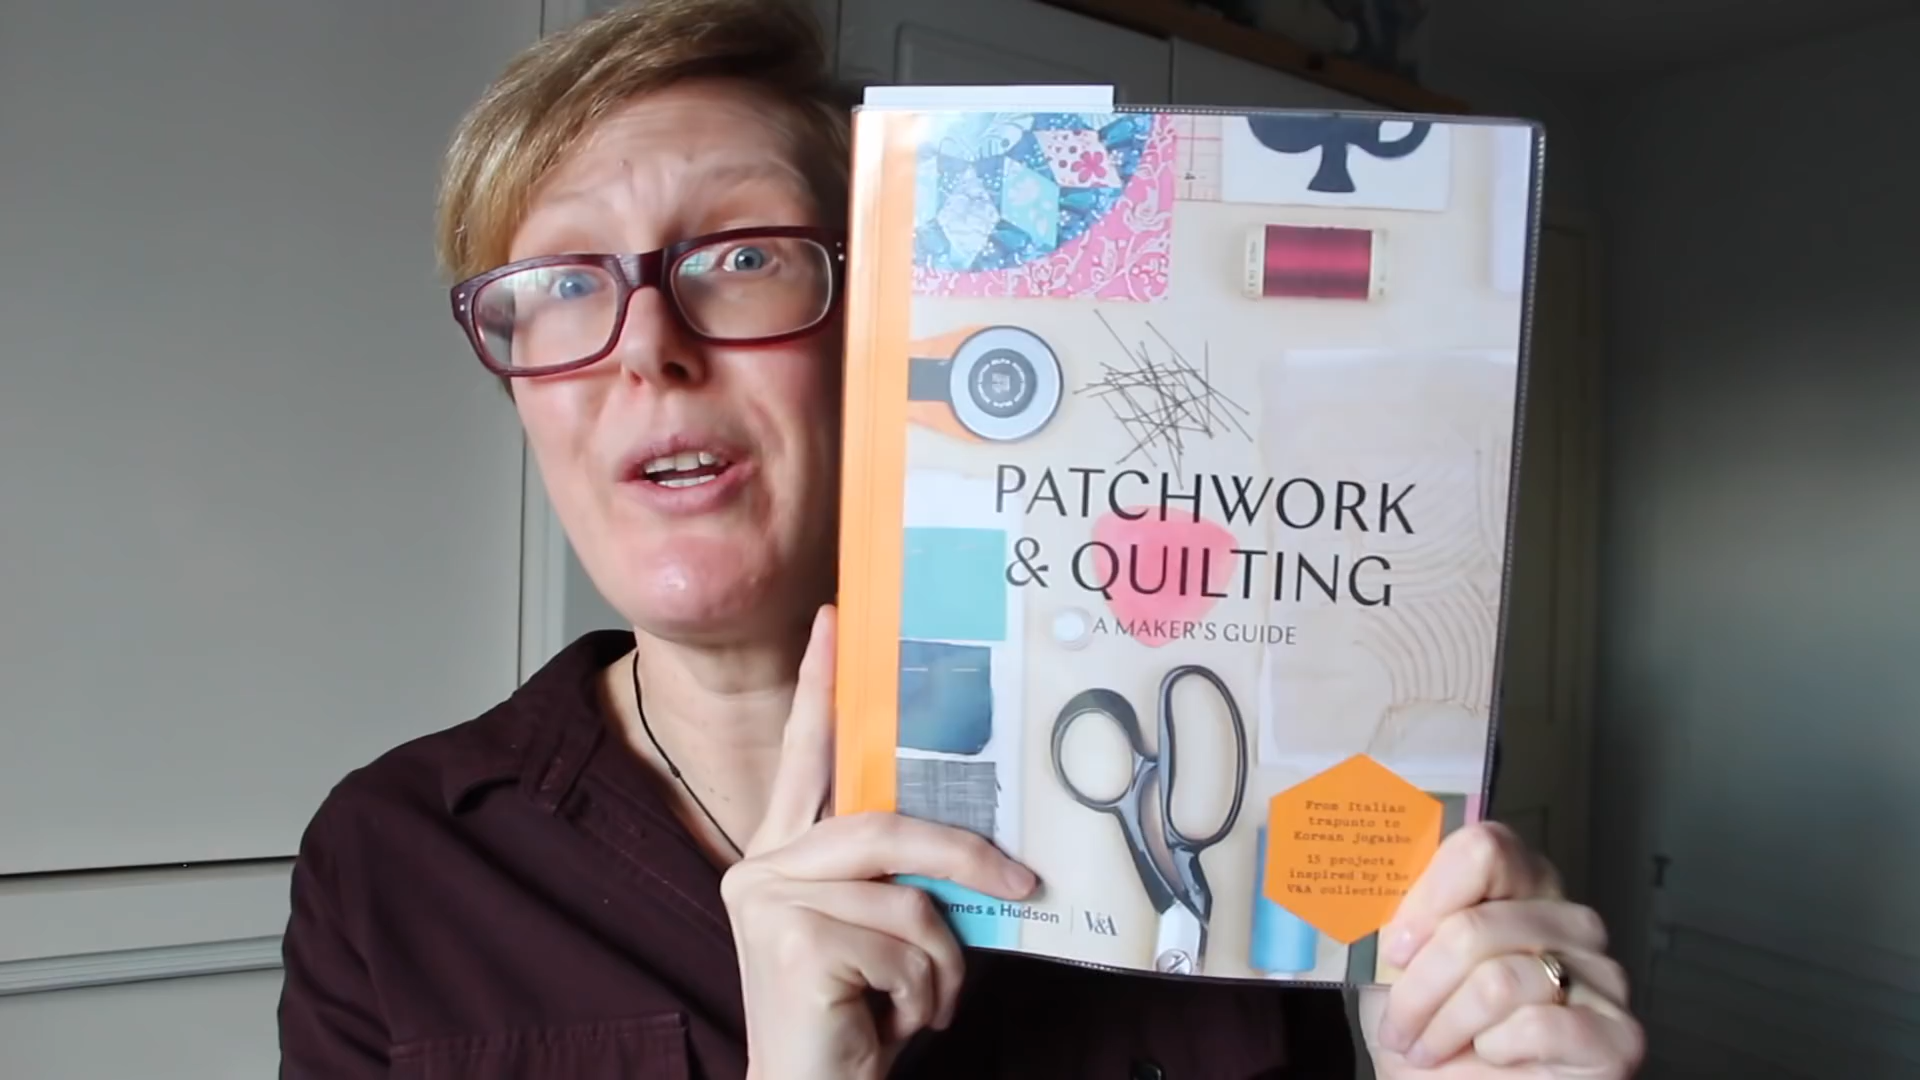 PATCHWORK
& QUILTING
A MAKER'S GUIDE
From Italian
trapunto to
Korean jogakbo
15 projects
inspired by the
V&A collections
& Hudson
V&A